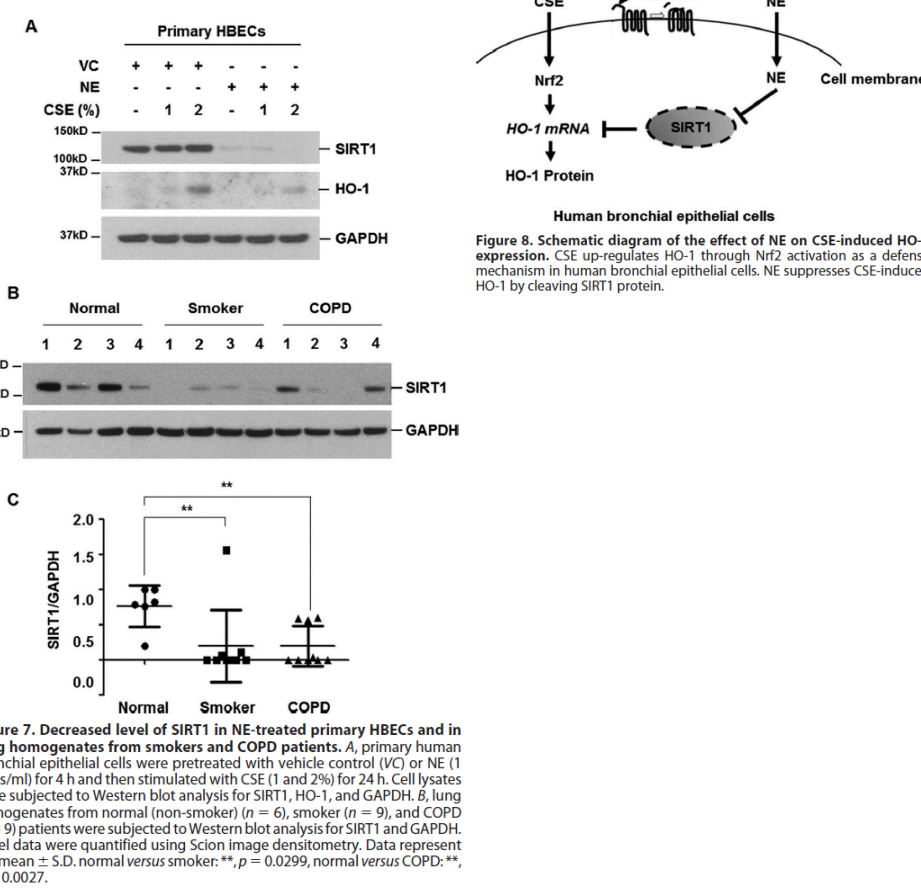 A
Primary HBECs
VC + + + - - -
NE - - - + + +
CSE (%) - 1 2 - 1 2
150kD
100kD
SIRT1
37kD
HO-1
37kD
GAPDH
B
Normal Smoker COPD
1 2 3 4 1 2 3 4 1 2 3 4
D
D
SIRT1
D
GAPDH
C
**
**
SIRT1/GAPDH
2.0
1.5
1.0
0.5
0.0
Normal Smoker COPD
ure 7. Decreased level of SIRT1 in NE-treated primary HBECs and in
g homogenates from smokers and COPD patients. A, primary human
nchial epithelial cells were pretreated with vehicle control (VC) or NE (1
s/ml) for 4 h and then stimulated with CSE (1 and 2%) for 24 h. Cell lysates
e subjected to Western blot analysis for SIRT1, HO-1, and GAPDH. B, lung
mogenates from normal (non-smoker) (n = 6), smoker (n = 9), and COPD
9) patients were subjected to Western blot analysis for SIRT1 and GAPDH.
el data were quantified using Scion image densitometry. Data represent
mean ± S.D. normal versus smoker: **, p = 0.0299, normal versus COPD: **,
0.0027.
CSE NE
Nrf2 NE Cell membran
HO-1 mRNA SIRT1
HO-1 Protein
Human bronchial epithelial cells
Figure 8. Schematic diagram of the effect of NE on CSE-induced HO-
expression. CSE up-regulates HO-1 through Nrf2 activation as a defens
mechanism in human bronchial epithelial cells. NE suppresses CSE-induce
HO-1 by cleaving SIRT1 protein.